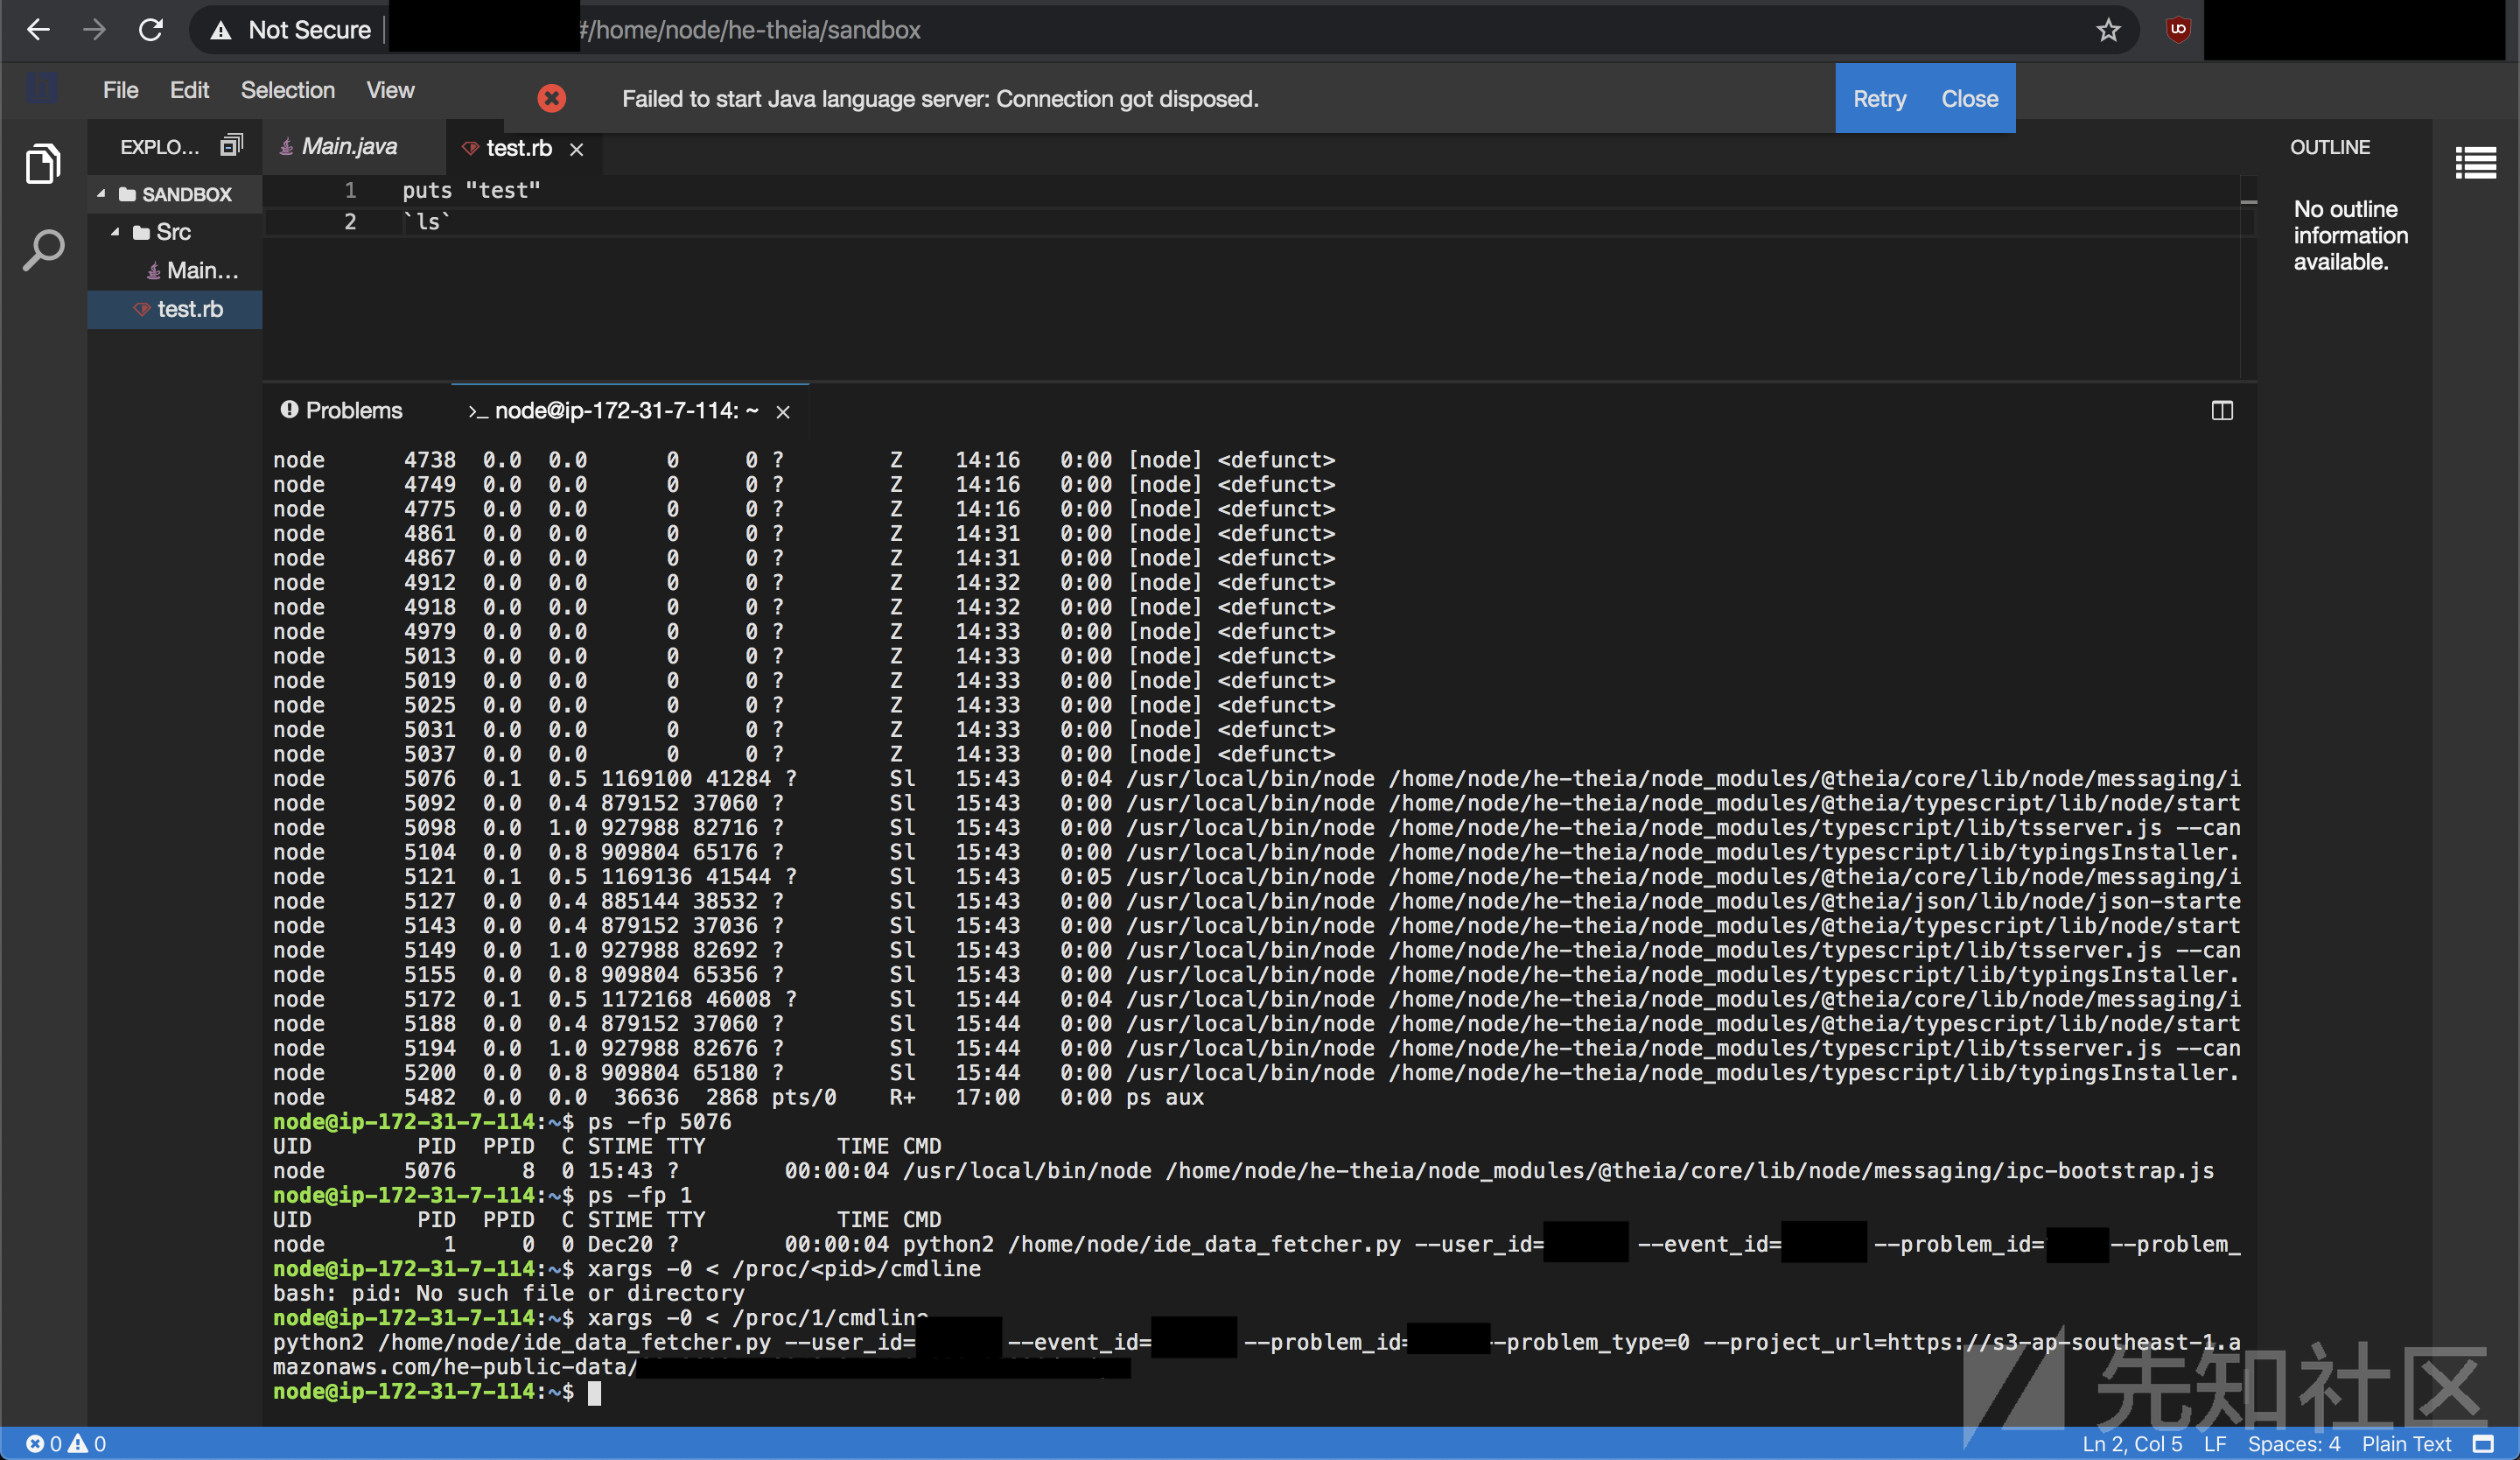 Not Secure #/home/node/he-theia/sandbox
File Edit Selection View
Failed to start Java language server: Connection got disposed.
Retry Close
EXPLO...
Main.java
test.rb
OUTLINE
SANDBOX
Src
Main...
test.rb
1 puts "test"
2 `ls`
No outline
information
available.
Problems
>_ node@ip-172-31-7-114: ~
node 4738 0.0 0.0 0 0 ? Z 14:16 0:00 [node] <defunct>
node 4749 0.0 0.0 0 0 ? Z 14:16 0:00 [node] <defunct>
node 4775 0.0 0.0 0 0 ? Z 14:16 0:00 [node] <defunct>
node 4861 0.0 0.0 0 0 ? Z 14:31 0:00 [node] <defunct>
node 4867 0.0 0.0 0 0 ? Z 14:31 0:00 [node] <defunct>
node 4912 0.0 0.0 0 0 ? Z 14:32 0:00 [node] <defunct>
node 4918 0.0 0.0 0 0 ? Z 14:32 0:00 [node] <defunct>
node 4979 0.0 0.0 0 0 ? Z 14:33 0:00 [node] <defunct>
node 5013 0.0 0.0 0 0 ? Z 14:33 0:00 [node] <defunct>
node 5019 0.0 0.0 0 0 ? Z 14:33 0:00 [node] <defunct>
node 5025 0.0 0.0 0 0 ? Z 14:33 0:00 [node] <defunct>
node 5031 0.0 0.0 0 0 ? Z 14:33 0:00 [node] <defunct>
node 5037 0.0 0.0 0 0 ? Z 14:33 0:00 [node] <defunct>
node 5076 0.1 0.5 1169100 41284 ? Sl 15:43 0:04 /usr/local/bin/node /home/node/he-theia/node_modules/@theia/core/lib/node/messaging/i
node 5092 0.0 0.4 879152 37060 ? Sl 15:43 0:00 /usr/local/bin/node /home/node/he-theia/node_modules/@theia/typescript/lib/node/start
node 5098 0.0 1.0 927988 82716 ? Sl 15:43 0:00 /usr/local/bin/node /home/node/he-theia/node_modules/typescript/lib/tsserver.js --can
node 5104 0.0 0.8 909804 65176 ? Sl 15:43 0:00 /usr/local/bin/node /home/node/he-theia/node_modules/typescript/lib/typingsInstaller.
node 5121 0.1 0.5 1169136 41544 ? Sl 15:43 0:05 /usr/local/bin/node /home/node/he-theia/node_modules/@theia/core/lib/node/messaging/i
node 5127 0.0 0.4 885144 38532 ? Sl 15:43 0:00 /usr/local/bin/node /home/node/he-theia/node_modules/@theia/json/lib/node/json-starte
node 5143 0.0 0.4 879152 37036 ? Sl 15:43 0:00 /usr/local/bin/node /home/node/he-theia/node_modules/@theia/typescript/lib/node/start
node 5149 0.0 1.0 927988 82692 ? Sl 15:43 0:00 /usr/local/bin/node /home/node/he-theia/node_modules/typescript/lib/tsserver.js --can
node 5155 0.0 0.8 909804 65356 ? Sl 15:43 0:00 /usr/local/bin/node /home/node/he-theia/node_modules/typescript/lib/typingsInstaller.
node 5172 0.1 0.5 1172168 46008 ? Sl 15:44 0:04 /usr/local/bin/node /home/node/he-theia/node_modules/@theia/core/lib/node/messaging/i
node 5188 0.0 0.4 879152 37060 ? Sl 15:44 0:00 /usr/local/bin/node /home/node/he-theia/node_modules/@theia/typescript/lib/node/start
node 5194 0.0 1.0 927988 82676 ? Sl 15:44 0:00 /usr/local/bin/node /home/node/he-theia/node_modules/typescript/lib/tsserver.js --can
node 5200 0.0 0.8 909804 65180 ? Sl 15:44 0:00 /usr/local/bin/node /home/node/he-theia/node_modules/typescript/lib/typingsInstaller.
node 5482 0.0 0.0 36636 2868 pts/0 R+ 17:00 0:00 ps aux
node@ip-172-31-7-114:~$ ps -fp 5076
UID PID PPID C STIME TTY TIME CMD
node 5076 8 0 15:43 ? 00:00:04 /usr/local/bin/node /home/node/he-theia/node_modules/@theia/core/lib/node/messaging/ipc-bootstrap.js
node@ip-172-31-7-114:~$ ps -fp 1
UID PID PPID C STIME TTY TIME CMD
node 1 0 0 Dec20 ? 00:00:04 python2 /home/node/ide_data_fetcher.py --user_id= --event_id= --problem_id= --problem_
node@ip-172-31-7-114:~$ xargs -0 < /proc/<pid>/cmdline
bash: pid: No such file or directory
node@ip-172-31-7-114:~$ xargs -0 < /proc/1/cmdline
python2 /home/node/ide_data_fetcher.py --user_id= --event_id= --problem_id= --problem_type=0 --project_url=https://s3-ap-southeast-1.a
mazonaws.com/he-public-data/
node@ip-172-31-7-114:~$
先知社区
0 0 Ln 2, Col 5 LF Spaces: 4 Plain Text